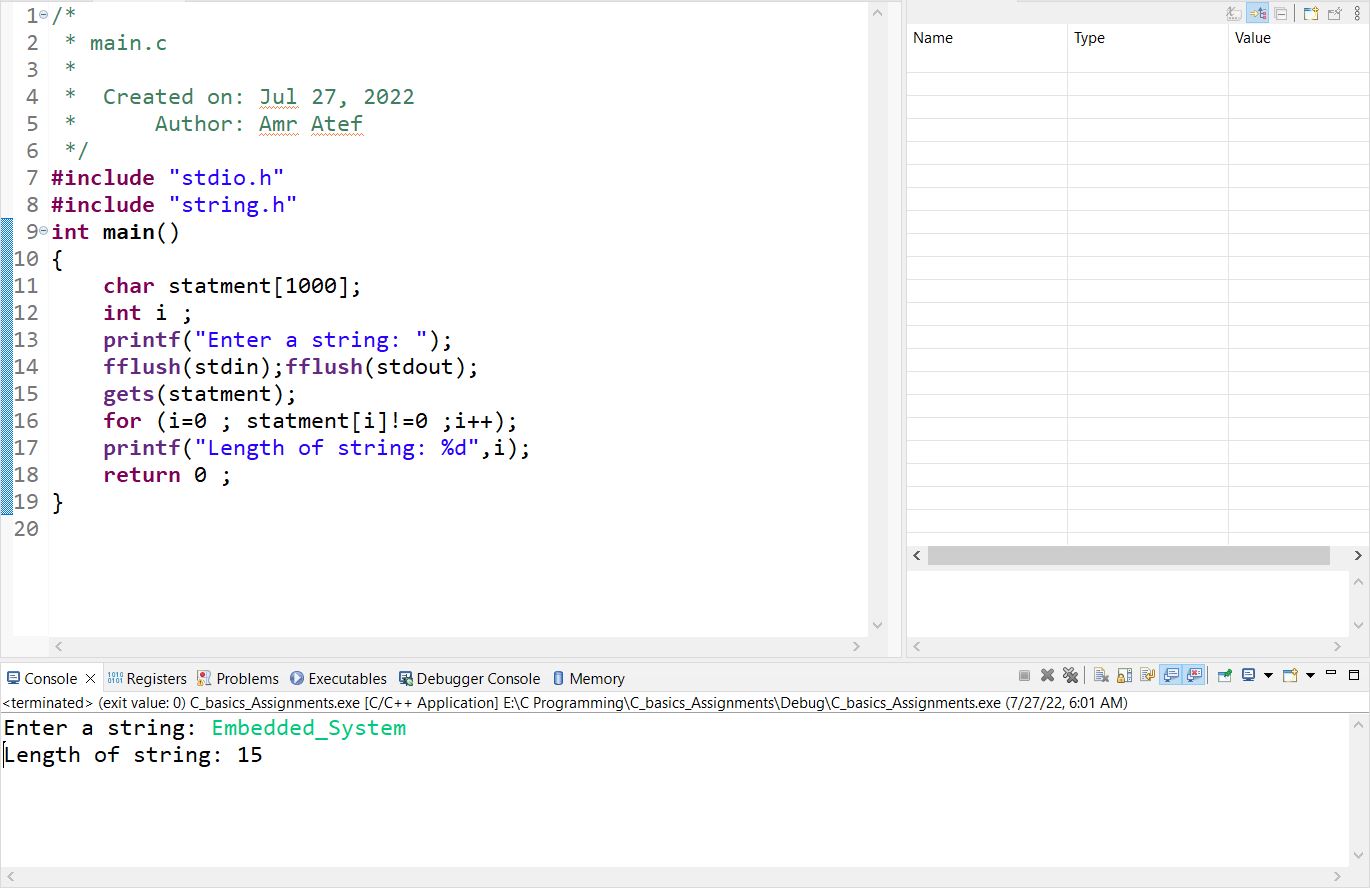 1 /*
2  * main.c
3  *
4  *  Created on: Jul 27, 2022
5  *      Author: Amr Atef
6  */
7 #include "stdio.h"
8 #include "string.h"
9 int main()
10 {
11     char statment[1000];
12     int i ;
13     printf("Enter a string: ");
14     fflush(stdin);fflush(stdout);
15     gets(statment);
16     for (i=0 ; statment[i]!=0 ;i++);
17     printf("Length of string: %d",i);
18     return 0 ;
19 }
20
Name Type Value
Console Registers Problems Executables Debugger Console Memory
<terminated> (exit value: 0) C_basics_Assignments.exe [C/C++ Application] E:\C Programming\C_basics_Assignments\Debug\C_basics_Assignments.exe (7/27/22, 6:01 AM)
Enter a string: Embedded_System
Length of string: 15